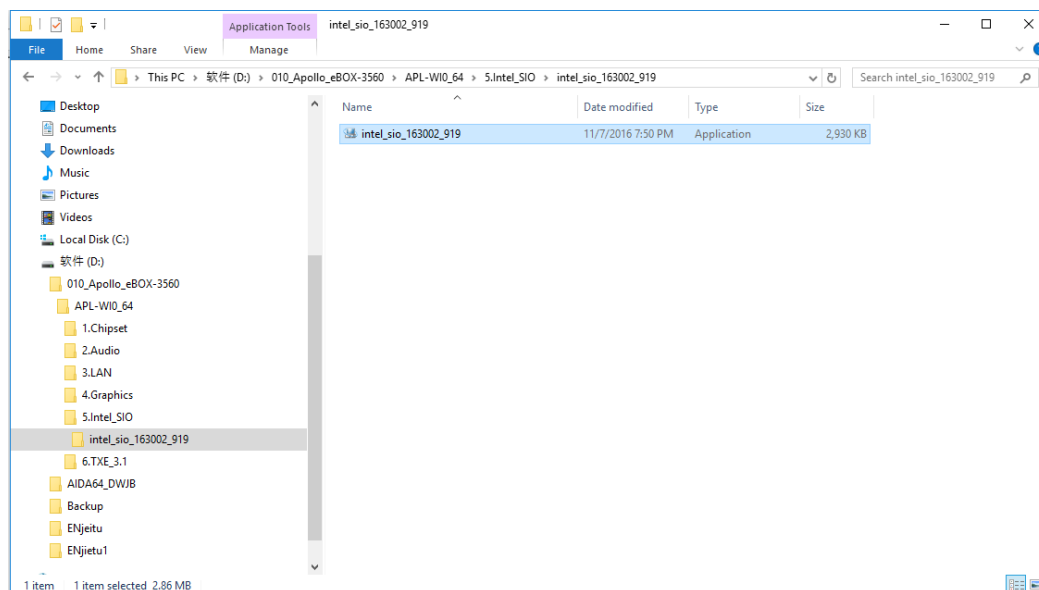 Application Tools intel_sio_163002_919
File Home Share View Manage
This PC › 软件 (D:) › 010_Apollo_eBOX-3560 › APL-WI0_64 › 5.Intel_SIO › intel_sio_163002_919 Search intel_sio_163002_919
Name Date modified Type Size
intel_sio_163002_919 11/7/2016 7:50 PM Application 2,930 KB
Desktop
Documents
Downloads
Music
Pictures
Videos
Local Disk (C:)
软件 (D:)
010_Apollo_eBOX-3560
APL-WI0_64
1.Chipset
2.Audio
3.LAN
4.Graphics
5.Intel_SIO
intel_sio_163002_919
6.TXE_3.1
AIDA64_DWJB
Backup
ENjeitu
ENjietu1
1 item 1 item selected 2.86 MB